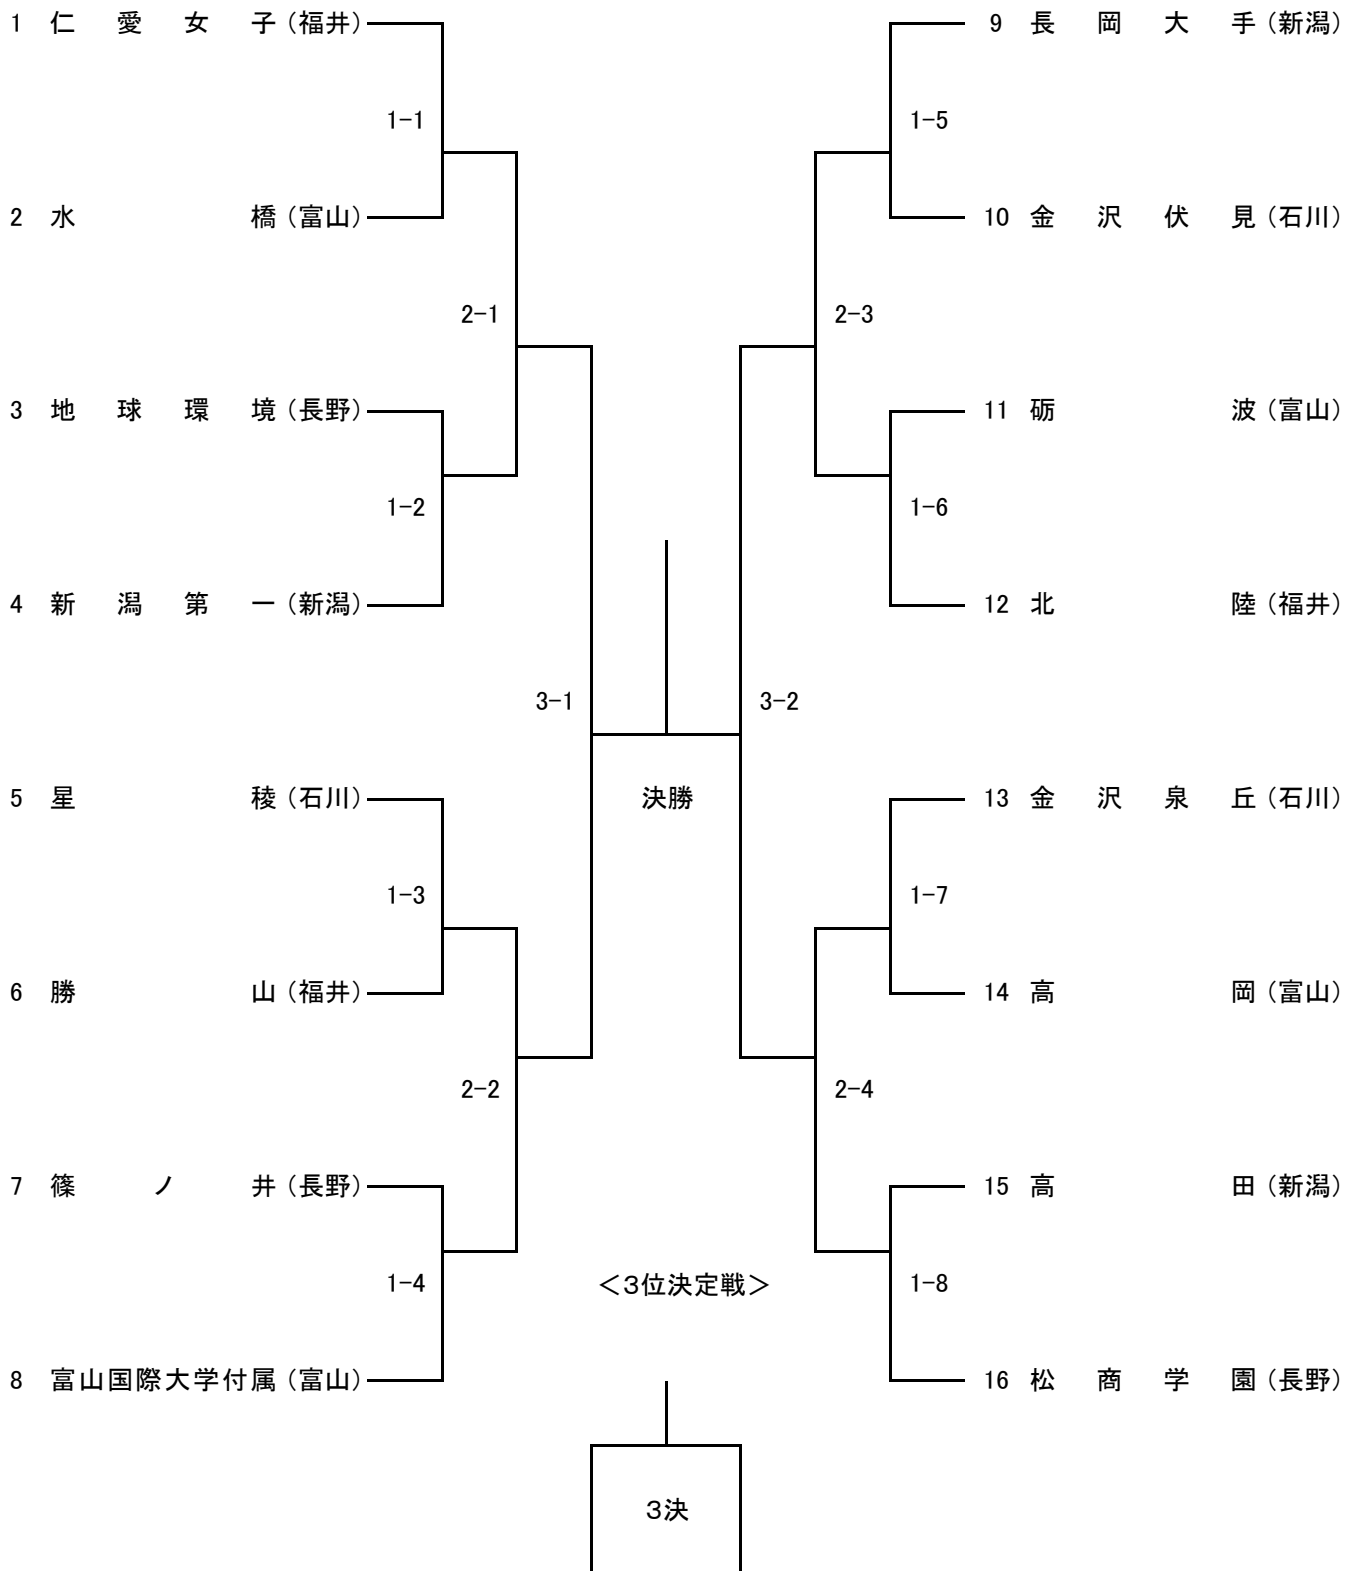 1 仁愛女子（福井）
1-1
2 水橋（富山）
2-1
3 地球環境（長野）
1-2
4 新潟第一（新潟）
3-1
5 星稜（石川）
1-3
6 勝山（福井）
2-2
7 篠ノ井（長野）
1-4
8 富山国際大学付属（富山）
決勝
9 長岡大手（新潟）
1-5
10 金沢伏見（石川）
2-3
11 砺波（富山）
1-6
12 北陸（福井）
3-2
13 金沢泉丘（石川）
1-7
14 高岡（富山）
2-4
15 高田（新潟）
1-8
16 松商学園（長野）
＜3位決定戦＞
3決